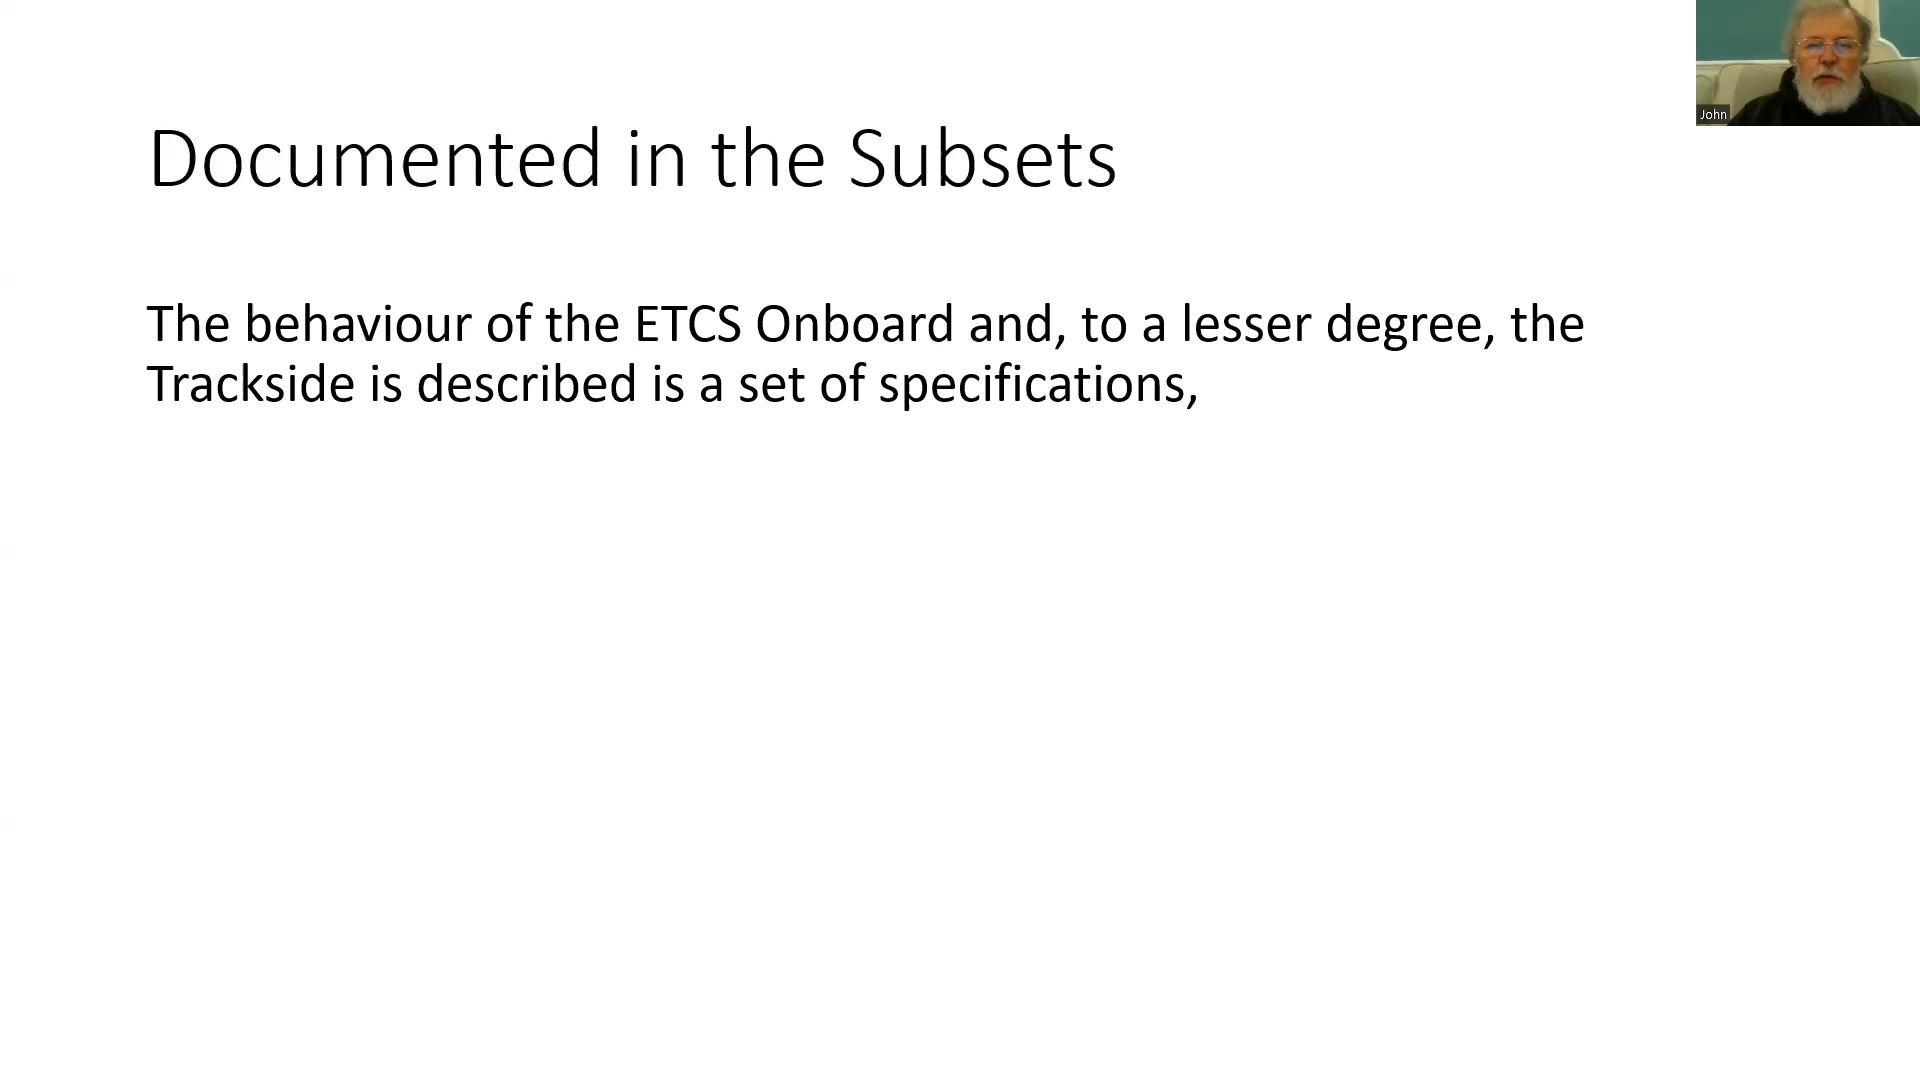 Documented in the Subsets
The behaviour of the ETCS Onboard and, to a lesser degree, the
Trackside is described is a set of specifications,
John